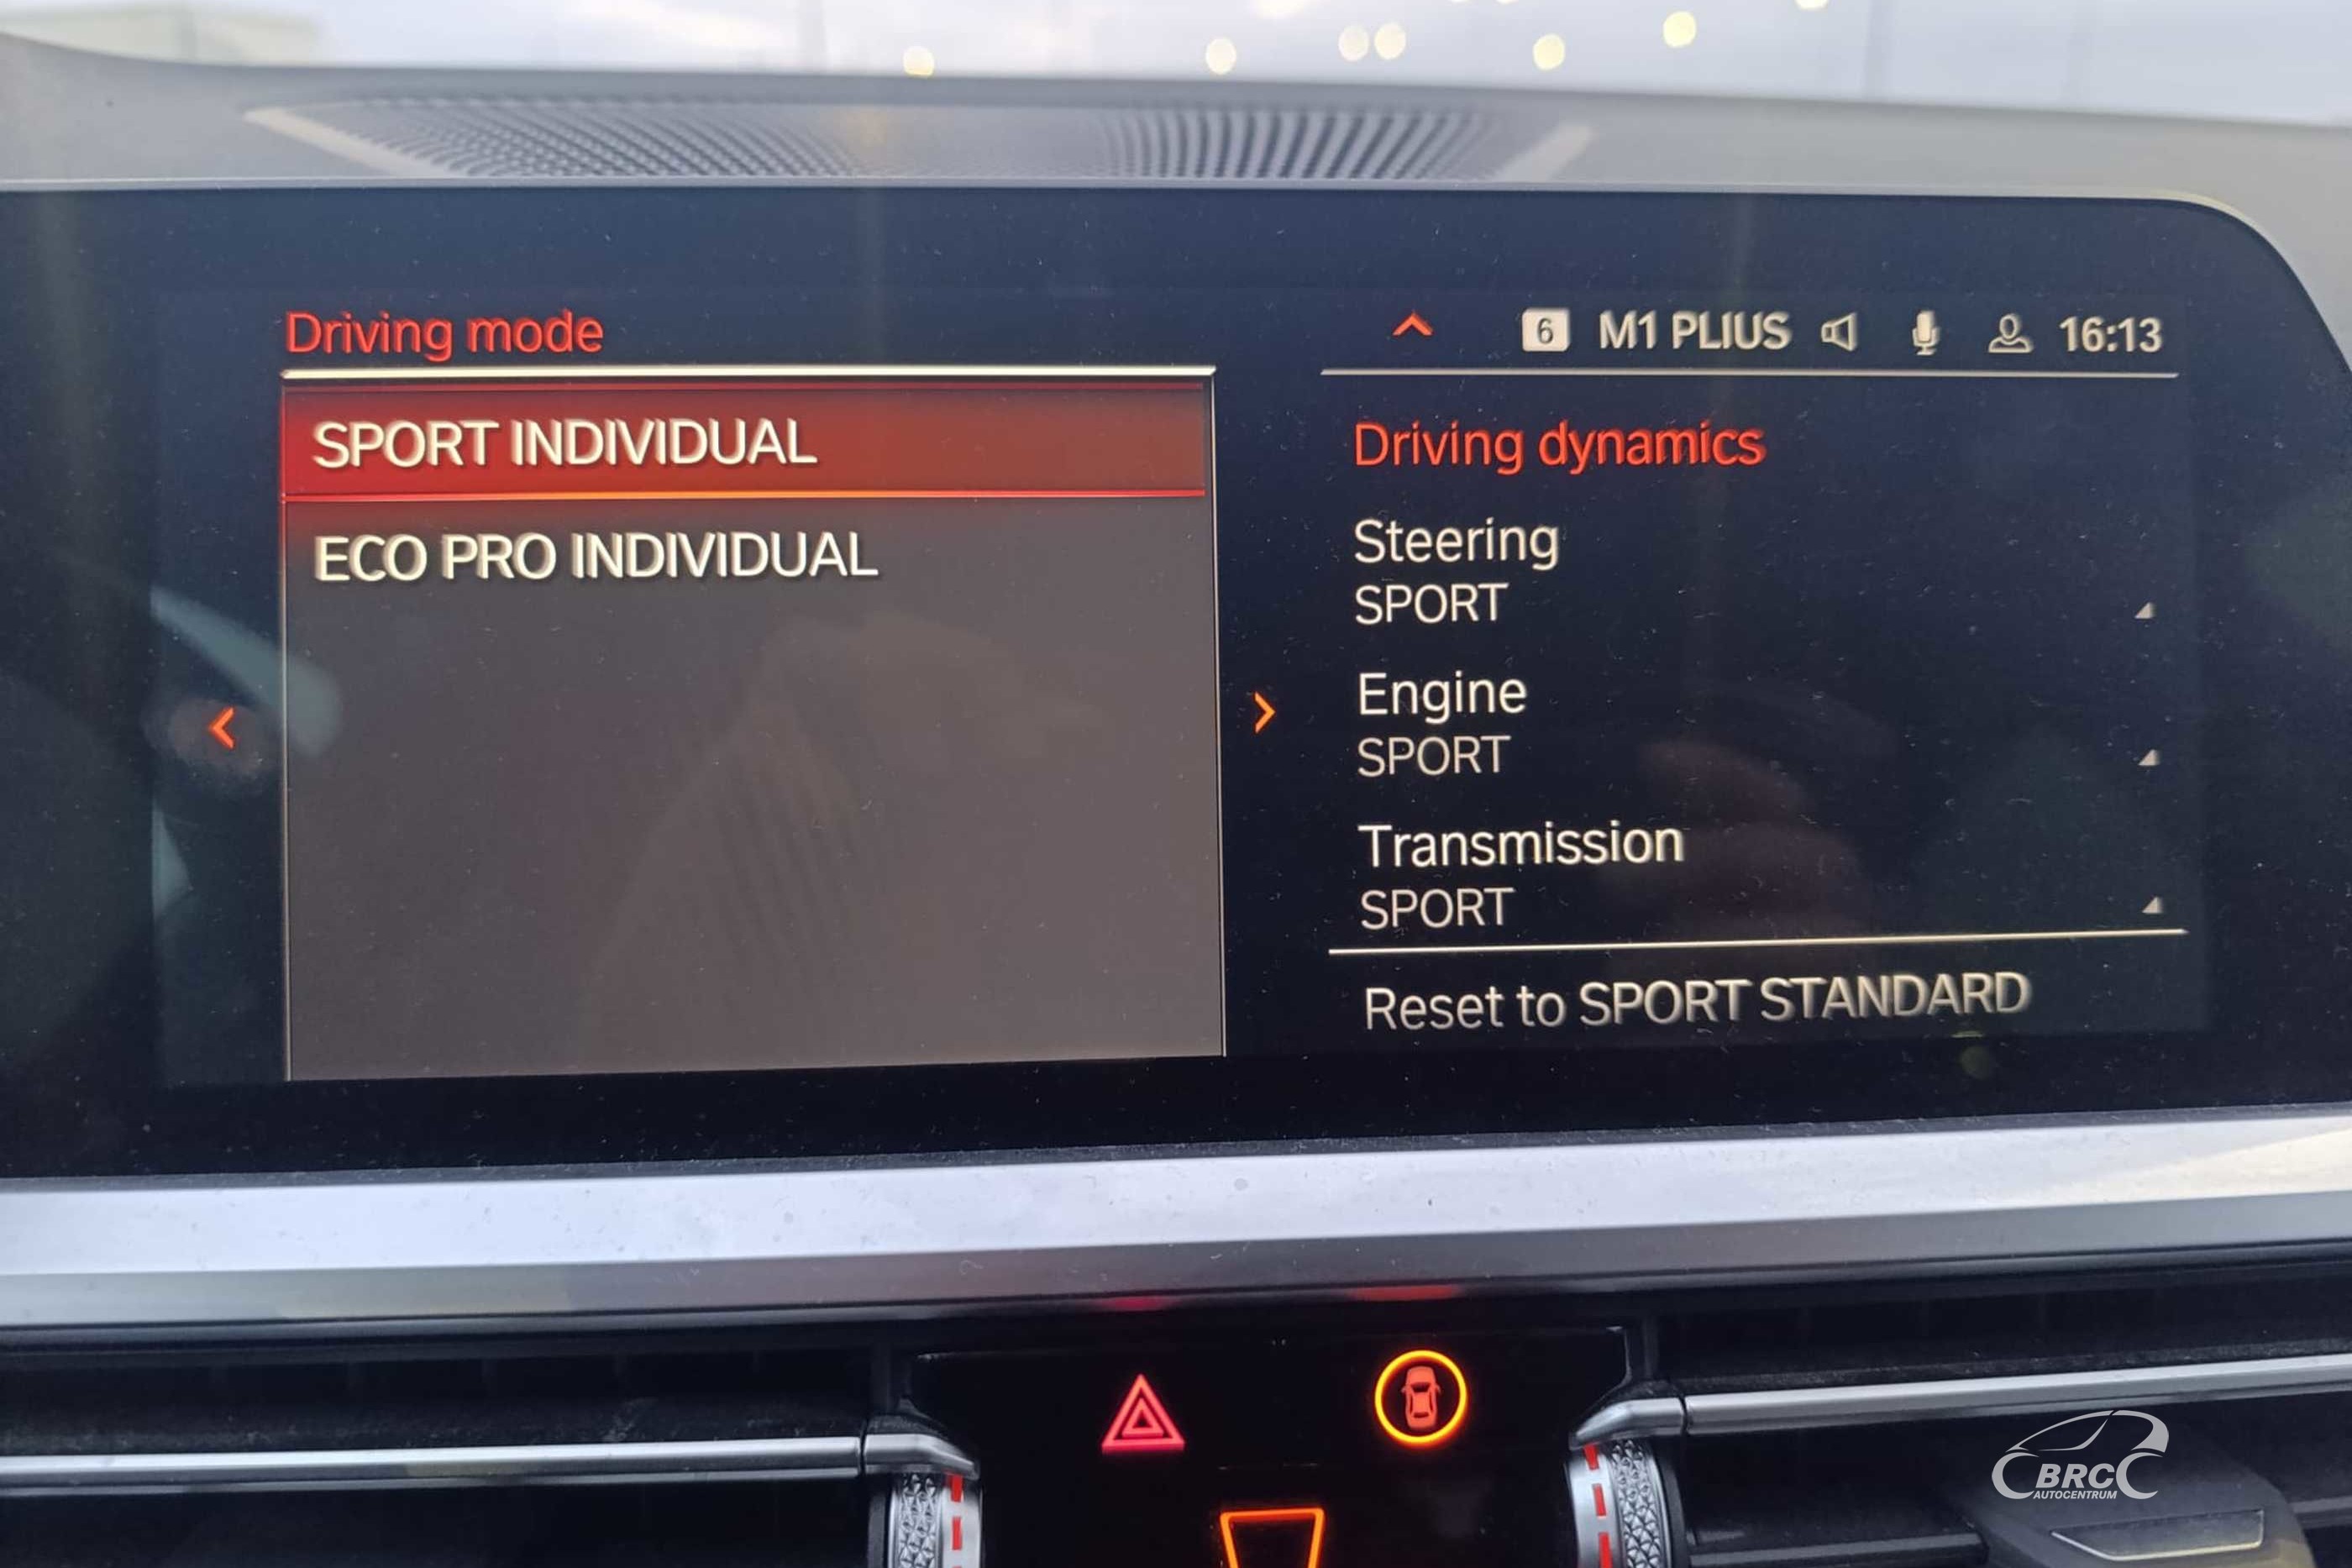 Driving mode
6 M1 PLIUS 16:13
SPORT INDIVIDUAL
ECO PRO INDIVIDUAL
Driving dynamics
Steering
SPORT
Engine
SPORT
Transmission
SPORT
Reset to SPORT STANDARD
BRC
AUTOCENTRUM